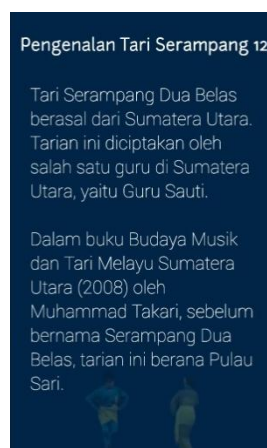 Pengenalan Tari Serampang 12
Tari Serampang Dua Belas
berasal dari Sumatera Utara.
Tarian ini diciptakan oleh
salah satu guru di Sumatera
Utara, yaitu Guru Sauti.
Dalam buku Budaya Musik
dan Tari Melayu Sumatera
Utara (2008) oleh
Muhammad Takari, sebelum
bernama Serampang Dua
Belas, tarian ini berana Pulau
Sari.